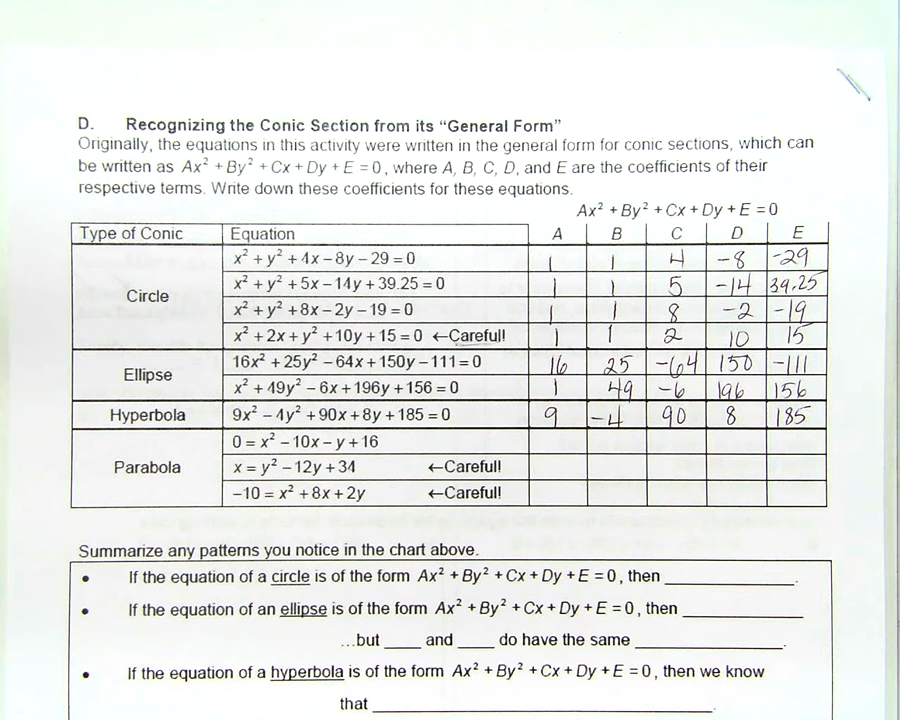 D. Recognizing the Conic Section from its “General Form”
Originally, the equations in this activity were written in the general form for conic sections, which can
be written as Ax² + By² + Cx + Dy + E = 0, where A, B, C, D, and E are the coefficients of their
respective terms. Write down these coefficients for these equations.
Ax² + By² + Cx + Dy + E = 0
Type of Conic Equation A B C D E
Circle
x² + y² + 4x − 8y − 29 = 0 1 1 4 −8 −29
x² + y² + 5x − 14y + 39.25 = 0 1 1 5 −14 39.25
x² + y² + 8x − 2y − 19 = 0 1 1 8 −2 −19
x² + 2x + y² + 10y + 15 = 0 ←Careful! 1 1 2 10 15
Ellipse
16x² + 25y² − 64x + 150y − 111 = 0 16 25 −64 150 −111
x² + 49y² − 6x + 196y + 156 = 0 1 49 −6 196 156
Hyperbola 9x² − 4y² + 90x + 8y + 185 = 0 9 −4 90 8 185
Parabola
0 = x² − 10x − y + 16
x = y² − 12y + 34 ←Careful!
−10 = x² + 8x + 2y ←Careful!
Summarize any patterns you notice in the chart above.
• If the equation of a circle is of the form Ax² + By² + Cx + Dy + E = 0, then ______________.
• If the equation of an ellipse is of the form Ax² + By² + Cx + Dy + E = 0, then ______________
...but ____ and ____ do have the same ________________.
• If the equation of a hyperbola is of the form Ax² + By² + Cx + Dy + E = 0, then we know
that ____________________________________.